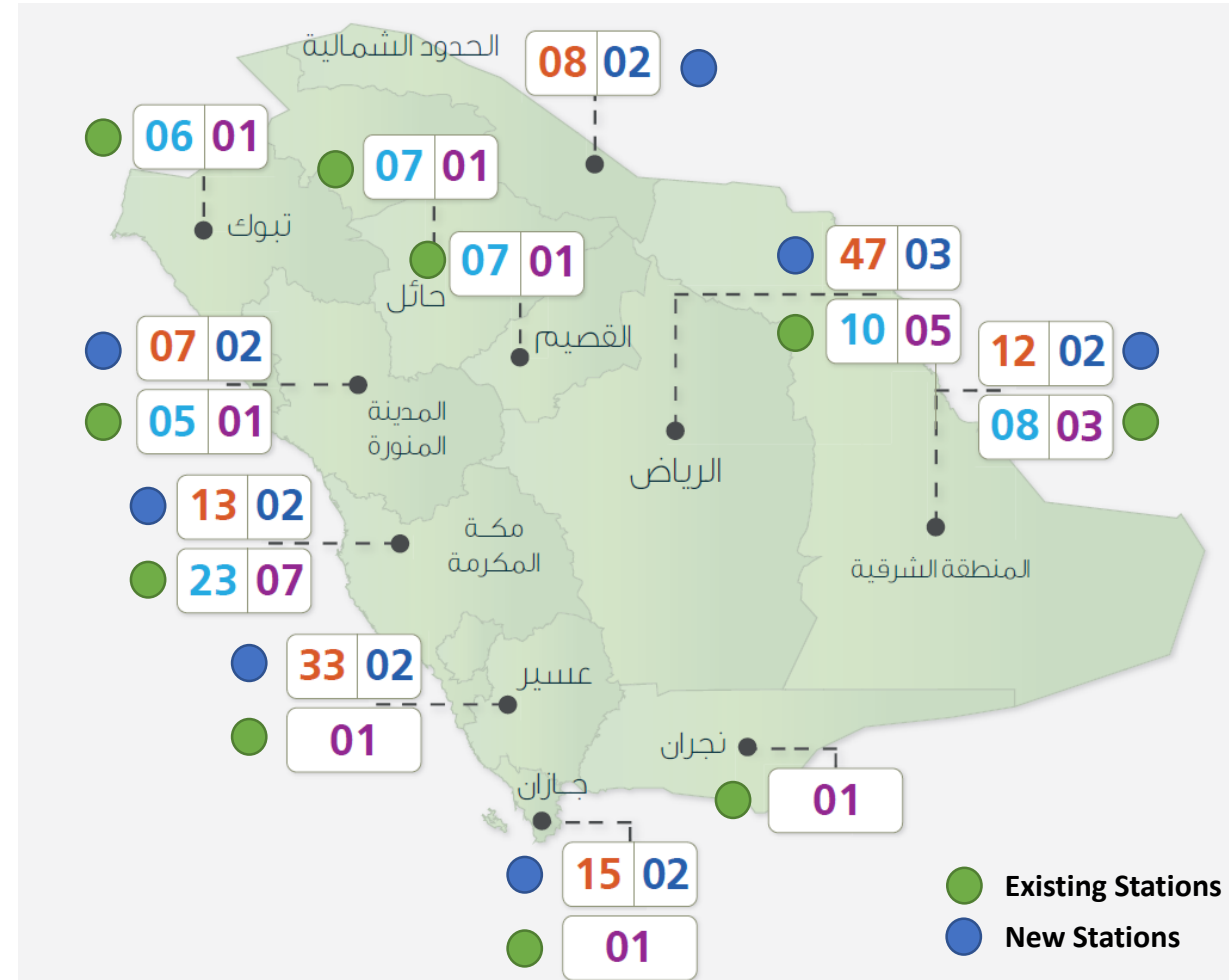 الحدود الشمالية
08 02
06 01
07 01
تبوك
07 01
حائل
القصيم
47 03
10 05
12 02
08 03
07 02
05 01
المدينة
المنورة
الرياض
13 02
23 07
مكـة
المكرمة
المنطقة الشرقية
33 02
01
عسير
نجران
01
جـازان
15 02
01
Existing Stations
New Stations